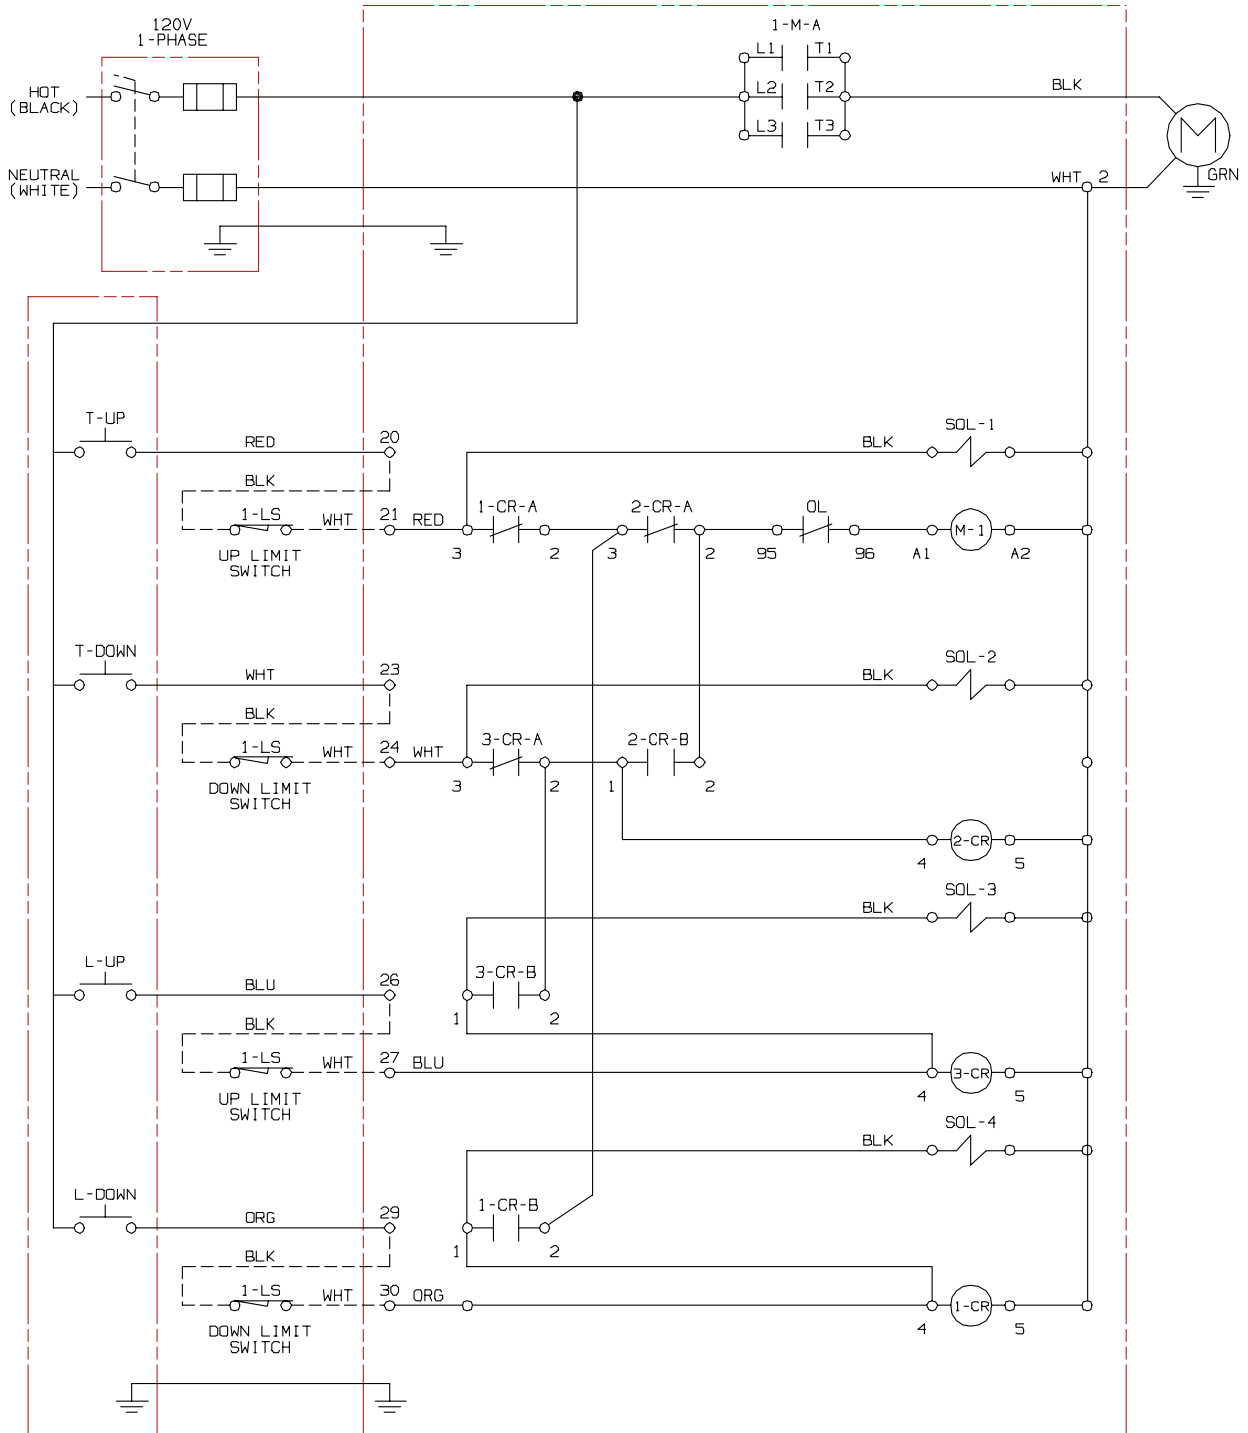 120V
1-PHASE
1-M-A
L1 T1
HOT
(BLACK)
L2 T2
BLK
L3 T3
M
NEUTRAL
(WHITE)
WHT 2
GRN
T-UP
RED
20
BLK
SOL-1
BLK
1-LS
WHT
21
RED
1-CR-A
2-CR-A
OL
M-1
UP LIMIT
SWITCH
3 2 3 2 95 96 A1 A2
T-DOWN
WHT
23
BLK
SOL-2
BLK
1-LS
WHT
24
WHT
3-CR-A
2-CR-B
DOWN LIMIT
SWITCH
3 2 1 2
2-CR
4 5
SOL-3
BLK
L-UP
BLU
26
3-CR-B
1 2
BLK
1-LS
WHT
27
BLU
3-CR
4 5
UP LIMIT
SWITCH
SOL-4
BLK
L-DOWN
ORG
29
1-CR-B
1 2
BLK
1-LS
WHT
30
ORG
1-CR
4 5
DOWN LIMIT
SWITCH